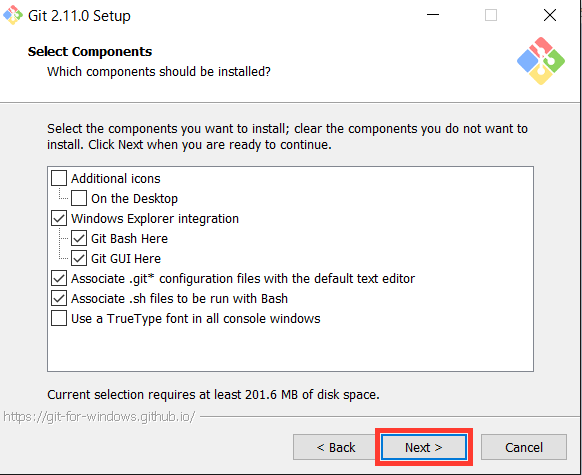 Git 2.11.0 Setup
Select Components
Which components should be installed?
Select the components you want to install; clear the components you do not want to
install. Click Next when you are ready to continue.
Additional icons
On the Desktop
Windows Explorer integration
Git Bash Here
Git GUI Here
Associate .git* configuration files with the default text editor
Associate .sh files to be run with Bash
Use a TrueType font in all console windows
Current selection requires at least 201.6 MB of disk space.
https://git-for-windows.github.io/
< Back
Next >
Cancel